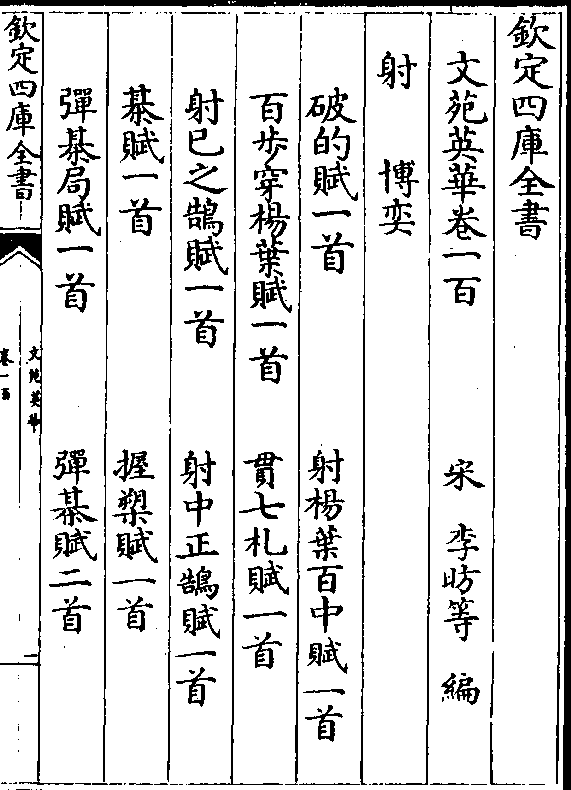 欽定四庫全書
文苑英華卷一百 宋 李昉等 編
射 博奕
破的賦一首 射楊葉百中賦一首
百步穿楊葉賦一首 貫七札賦一首
射已之鵠賦一首 射中正鵠賦一首
棊賦一首 握槊賦一首
彈棊局賦一首 彈棊賦二首
欽定四庫全書
文苑英華
卷一百
一